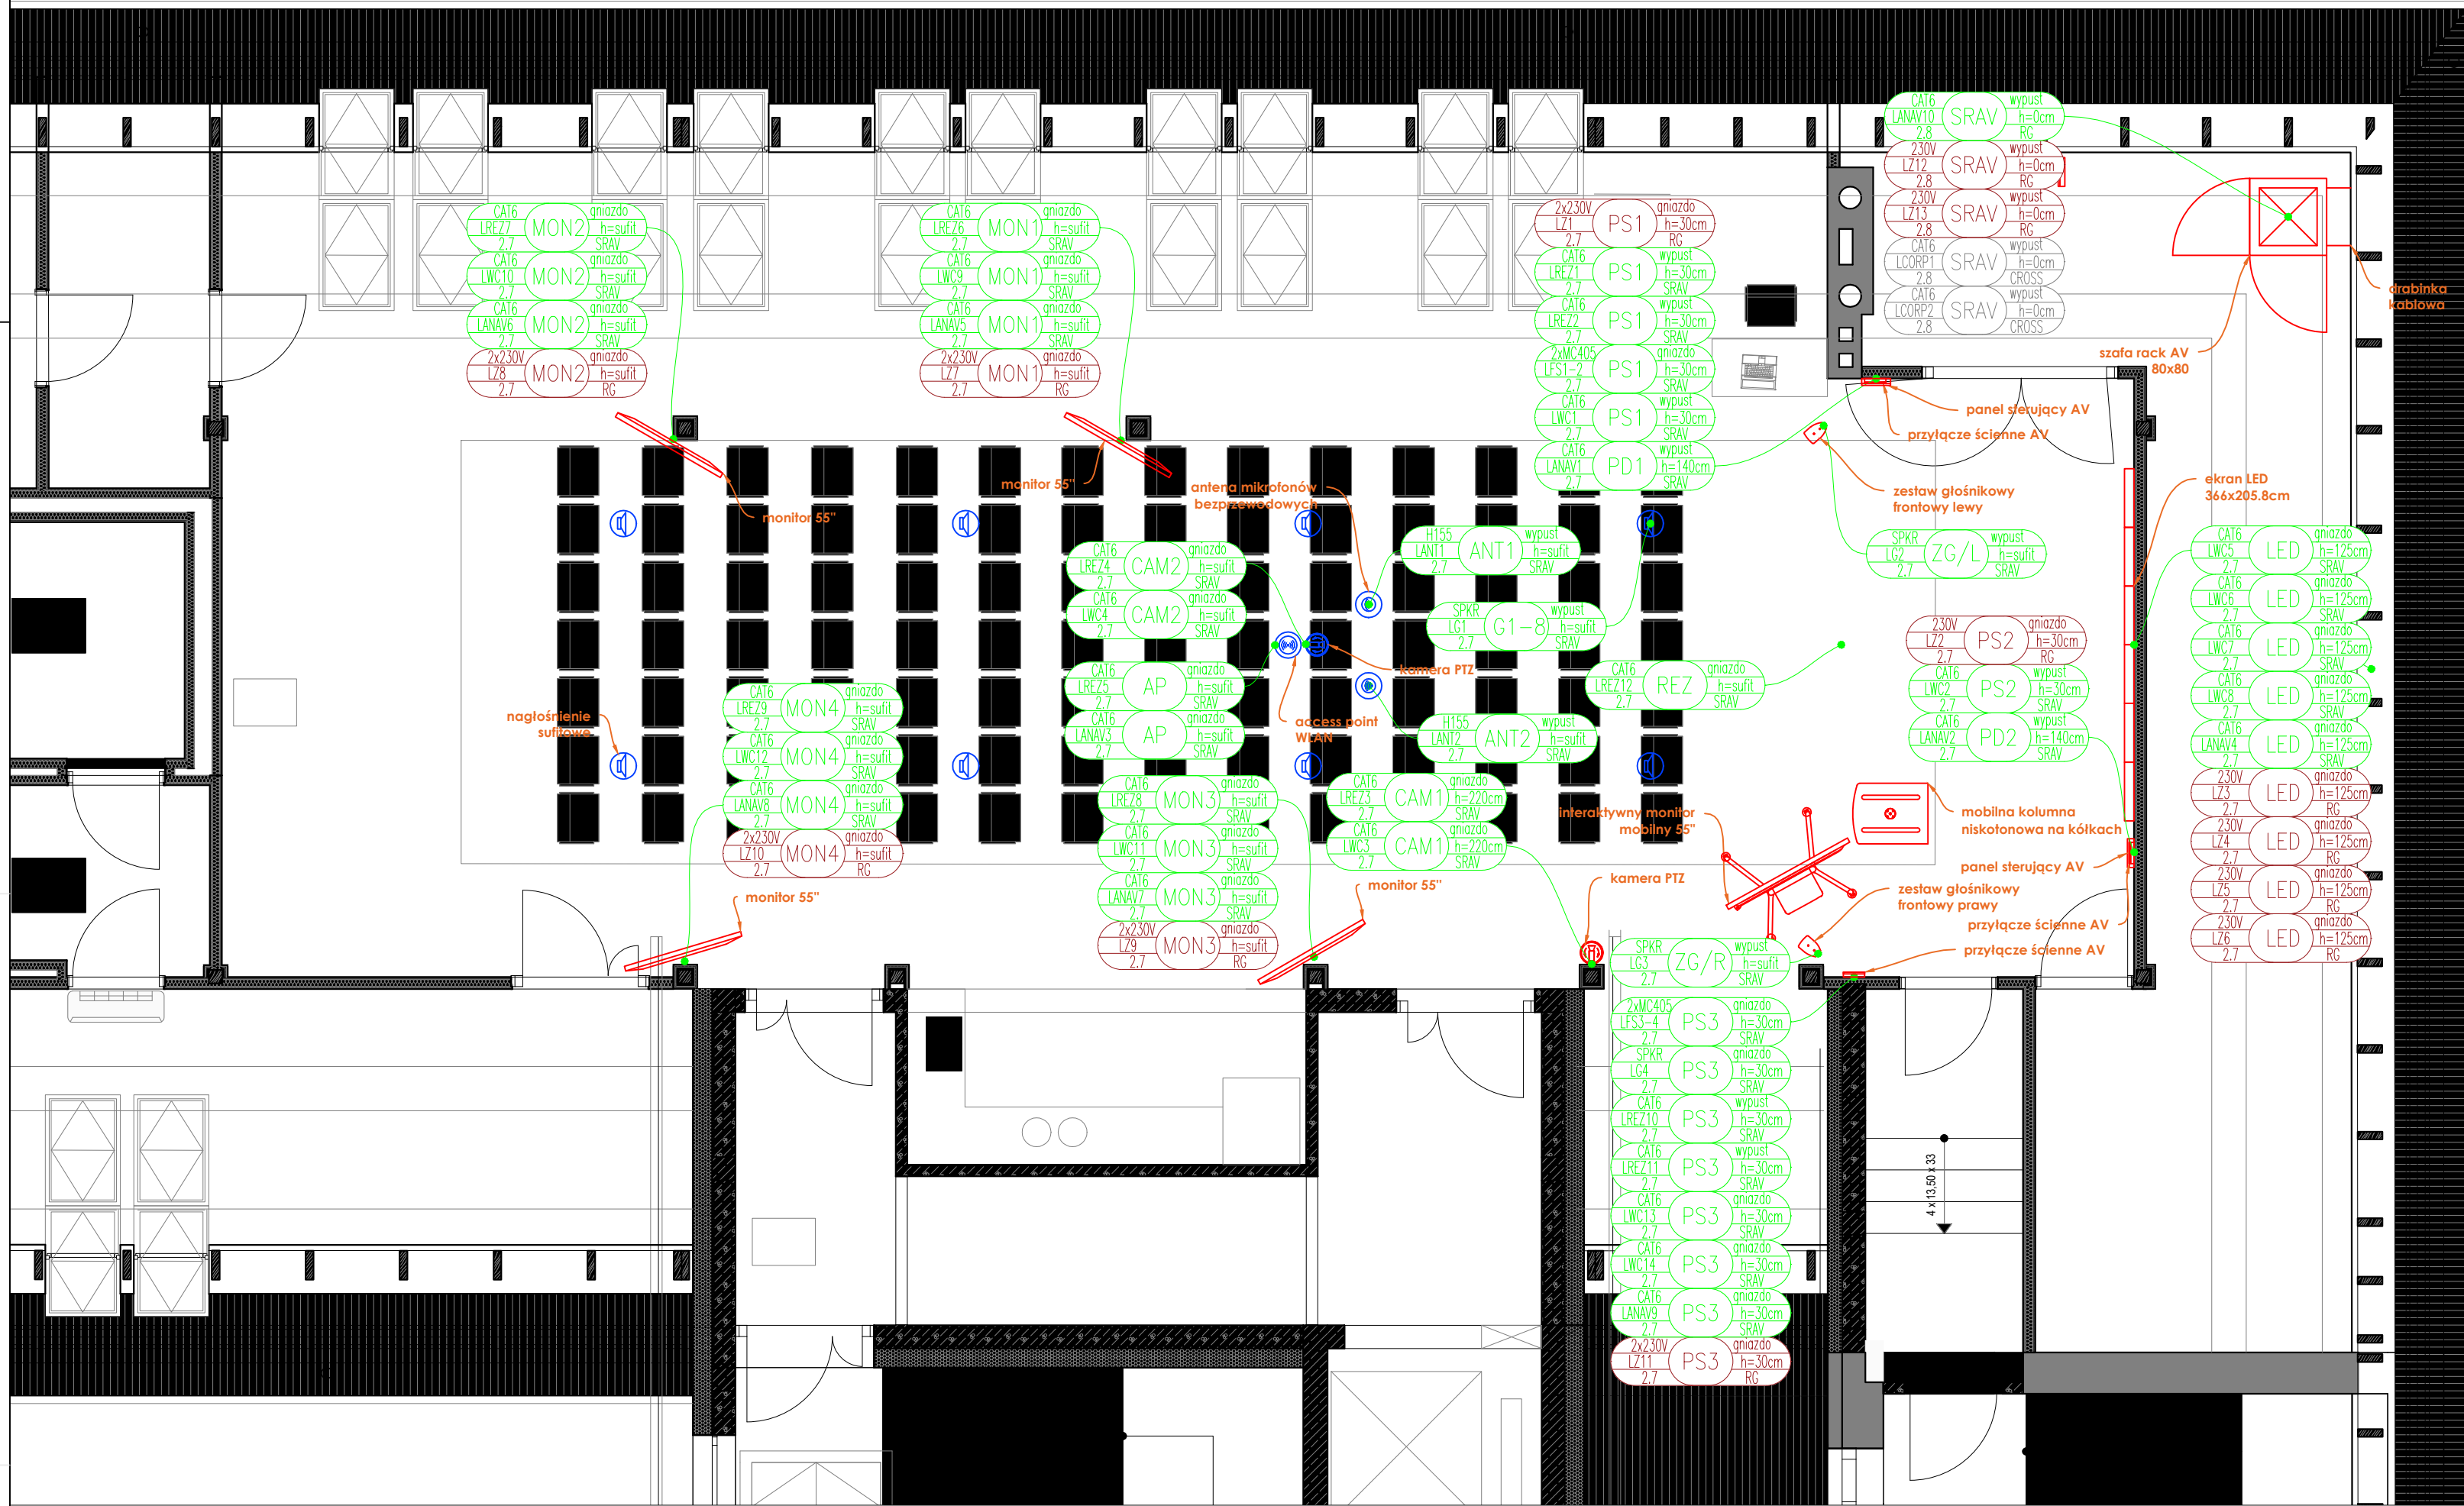 CAT6
LREZ7
2.7
MON2
gniazdo
h=sufit
SRAV
CAT6
LWC10
2.7
MON2
gniazdo
h=sufit
SRAV
CAT6
LANAV6
2.7
MON2
gniazdo
h=sufit
SRAV
2x230V
LZ8
2.7
MON2
gniazdo
h=sufit
RG
CAT6
LREZ6
2.7
MON1
gniazdo
h=sufit
SRAV
CAT6
LWC9
2.7
MON1
gniazdo
h=sufit
SRAV
CAT6
LANAV5
2.7
MON1
gniazdo
h=sufit
SRAV
2x230V
LZ7
2.7
MON1
gniazdo
h=sufit
RG
2x230V
LZ1
2.7
PS1
gniazdo
h=30cm
RG
CAT6
LREZ1
2.7
PS1
wypust
h=30cm
SRAV
CAT6
LREZ2
2.7
PS1
wypust
h=30cm
SRAV
2xMC405
LFS1-2
2.7
PS1
gniazdo
h=30cm
SRAV
CAT6
LWC1
2.7
PS1
wypust
h=30cm
SRAV
CAT6
LANAV1
2.7
PD1
wypust
h=140cm
SRAV
CAT6
LANAV10
2.8
SRAV
wypust
h=0cm
RG
230V
LZ12
2.8
SRAV
wypust
h=0cm
RG
230V
LZ13
2.8
SRAV
wypust
h=0cm
RG
CAT6
LCORP1
2.8
SRAV
wypust
h=0cm
CROSS
CAT6
LCORP2
2.8
SRAV
wypust
h=0cm
CROSS
drabinka
kablowa
szafa rack AV
80x80
panel sterujący AV
przyłącze ścienne AV
zestaw głośnikowy
frontowy lewy
ekran LED
366x205.8cm
monitor 55"
monitor 55"
antena mikrofonów
bezprzewodowych
H155
LANT1
2.7
ANT1
wypust
h=sufit
SRAV
SPKR
LG2
2.7
ZG/L
wypust
h=sufit
SRAV
CAT6
LREZ4
2.7
CAM2
gniazdo
h=sufit
SRAV
CAT6
LWC4
2.7
CAM2
gniazdo
h=sufit
SRAV
SPKR
LG1
2.7
G1-8
wypust
h=sufit
SRAV
kamera PTZ
CAT6
LREZ5
2.7
AP
gniazdo
h=sufit
SRAV
CAT6
LANAV3
2.7
AP
gniazdo
h=sufit
SRAV
access point
WLAN
CAT6
LREZ12
2.7
REZ
gniazdo
h=sufit
SRAV
H155
LANT2
2.7
ANT2
wypust
h=sufit
SRAV
230V
LZ2
2.7
PS2
gniazdo
h=30cm
RG
CAT6
LWC2
2.7
PS2
wypust
h=30cm
SRAV
CAT6
LANAV2
2.7
PD2
wypust
h=140cm
SRAV
CAT6
LWC5
2.7
LED
gniazdo
h=125cm
SRAV
CAT6
LWC6
2.7
LED
gniazdo
h=125cm
SRAV
CAT6
LWC7
2.7
LED
gniazdo
h=125cm
SRAV
CAT6
LWC8
2.7
LED
gniazdo
h=125cm
SRAV
CAT6
LANAV4
2.7
LED
gniazdo
h=125cm
SRAV
230V
LZ3
2.7
LED
gniazdo
h=125cm
RG
230V
LZ4
2.7
LED
gniazdo
h=125cm
RG
230V
LZ5
2.7
LED
gniazdo
h=125cm
RG
230V
LZ6
2.7
LED
gniazdo
h=125cm
RG
nagłośnienie
sufitowe
CAT6
LREZ9
2.7
MON4
gniazdo
h=sufit
SRAV
CAT6
LWC12
2.7
MON4
gniazdo
h=sufit
SRAV
CAT6
LANAV8
2.7
MON4
gniazdo
h=sufit
SRAV
2x230V
LZ10
2.7
MON4
gniazdo
h=sufit
RG
monitor 55"
CAT6
LREZ8
2.7
MON3
gniazdo
h=sufit
SRAV
CAT6
LWC11
2.7
MON3
gniazdo
h=sufit
SRAV
CAT6
LANAV7
2.7
MON3
gniazdo
h=sufit
SRAV
2x230V
LZ9
2.7
MON3
gniazdo
h=sufit
RG
CAT6
LREZ3
2.7
CAM1
gniazdo
h=220cm
SRAV
CAT6
LWC3
2.7
CAM1
gniazdo
h=220cm
SRAV
monitor 55"
interaktywny monitor
mobilny 55"
mobilna kolumna
niskotonowa na kółkach
kamera PTZ
panel sterujący AV
zestaw głośnikowy
frontowy prawy
przyłącze ścienne AV
przyłącze ścienne AV
SPKR
LG3
2.7
ZG/R
wypust
h=sufit
SRAV
2xMC405
LFS3-4
2.7
PS3
gniazdo
h=30cm
SRAV
SPKR
LG4
2.7
PS3
gniazdo
h=30cm
SRAV
CAT6
LREZ10
2.7
PS3
wypust
h=30cm
SRAV
CAT6
LREZ11
2.7
PS3
wypust
h=30cm
SRAV
CAT6
LWC13
2.7
PS3
gniazdo
h=30cm
SRAV
CAT6
LWC14
2.7
PS3
gniazdo
h=30cm
SRAV
CAT6
LANAV9
2.7
PS3
gniazdo
h=30cm
SRAV
2x230V
LZ11
2.7
PS3
gniazdo
h=30cm
RG
4 x 13,50 x 33